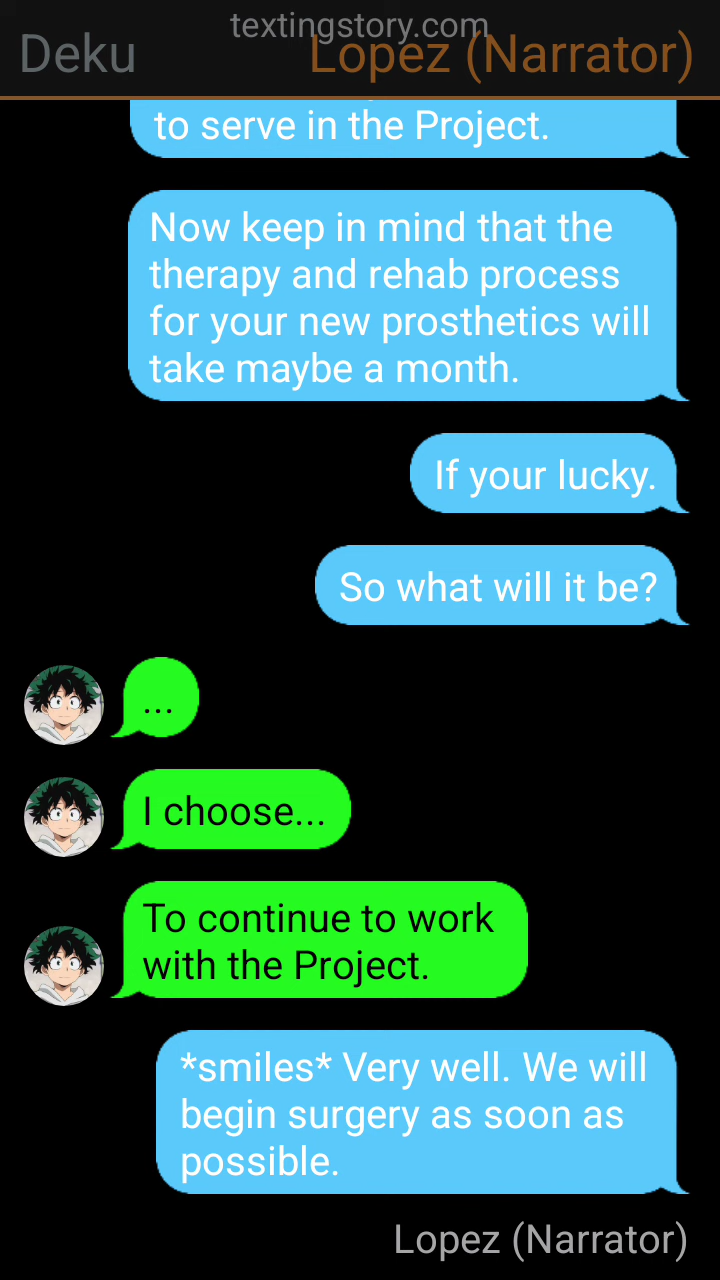 textingstory.com
Deku
Lopez (Narrator)
to serve in the Project.
Now keep in mind that the
therapy and rehab process
for your new prosthetics will
take maybe a month.
If your lucky.
So what will it be?
...
I choose...
To continue to work
with the Project.
*smiles* Very well. We will
begin surgery as soon as
possible.
Lopez (Narrator)